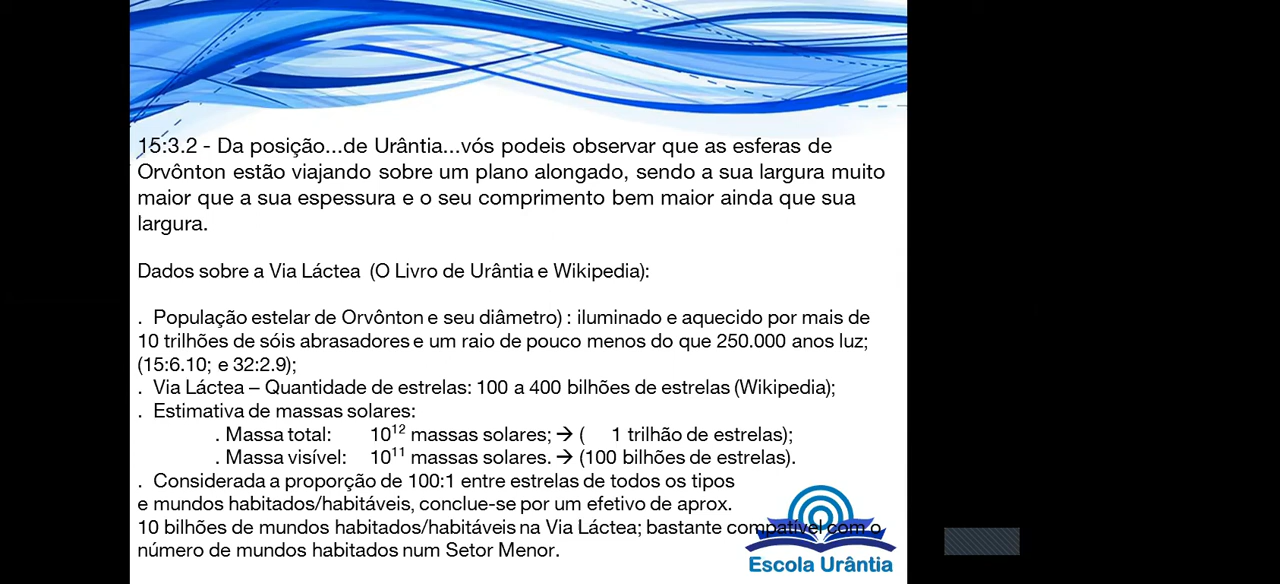 15:3.2 - Da posição...de Urântia...vós podeis observar que as esferas de
Orvônton estão viajando sobre um plano alongado, sendo a sua largura muito
maior que a sua espessura e o seu comprimento bem maior ainda que sua
largura.
Dados sobre a Via Láctea (O Livro de Urântia e Wikipedia):
. População estelar de Orvônton e seu diâmetro) : iluminado e aquecido por mais de
10 trilhões de sóis abrasadores e um raio de pouco menos do que 250.000 anos luz;
(15:6.10; e 32:2.9);
. Via Láctea – Quantidade de estrelas: 100 a 400 bilhões de estrelas (Wikipedia);
. Estimativa de massas solares:
. Massa total: 10¹² massas solares; → ( 1 trilhão de estrelas);
. Massa visível: 10¹¹ massas solares. → (100 bilhões de estrelas).
. Considerada a proporção de 100:1 entre estrelas de todos os tipos
e mundos habitados/habitáveis, conclue-se por um efetivo de aprox.
10 bilhões de mundos habitados/habitáveis na Via Láctea; bastante compatível com o
número de mundos habitados num Setor Menor.
Escola Urântia